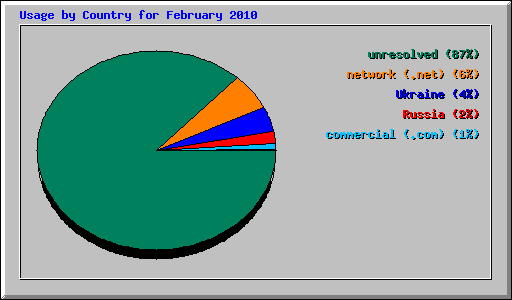 Usage by Country for February 2010
unresolved (87%)
network (.net) (6%)
Ukraine (4%)
Russia (2%)
commercial (.com) (1%)